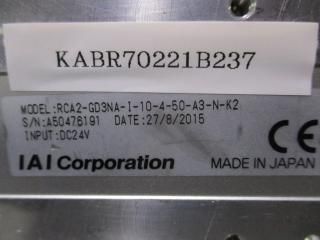 KABR70221B237
MODEL:RCA2-GD3NA-I-10-4-50-A3-N-K2
S/N:A50476191 DATE:27/8/2015
INPUT:DC24V
CE
IAI Corporation MADE IN JAPAN